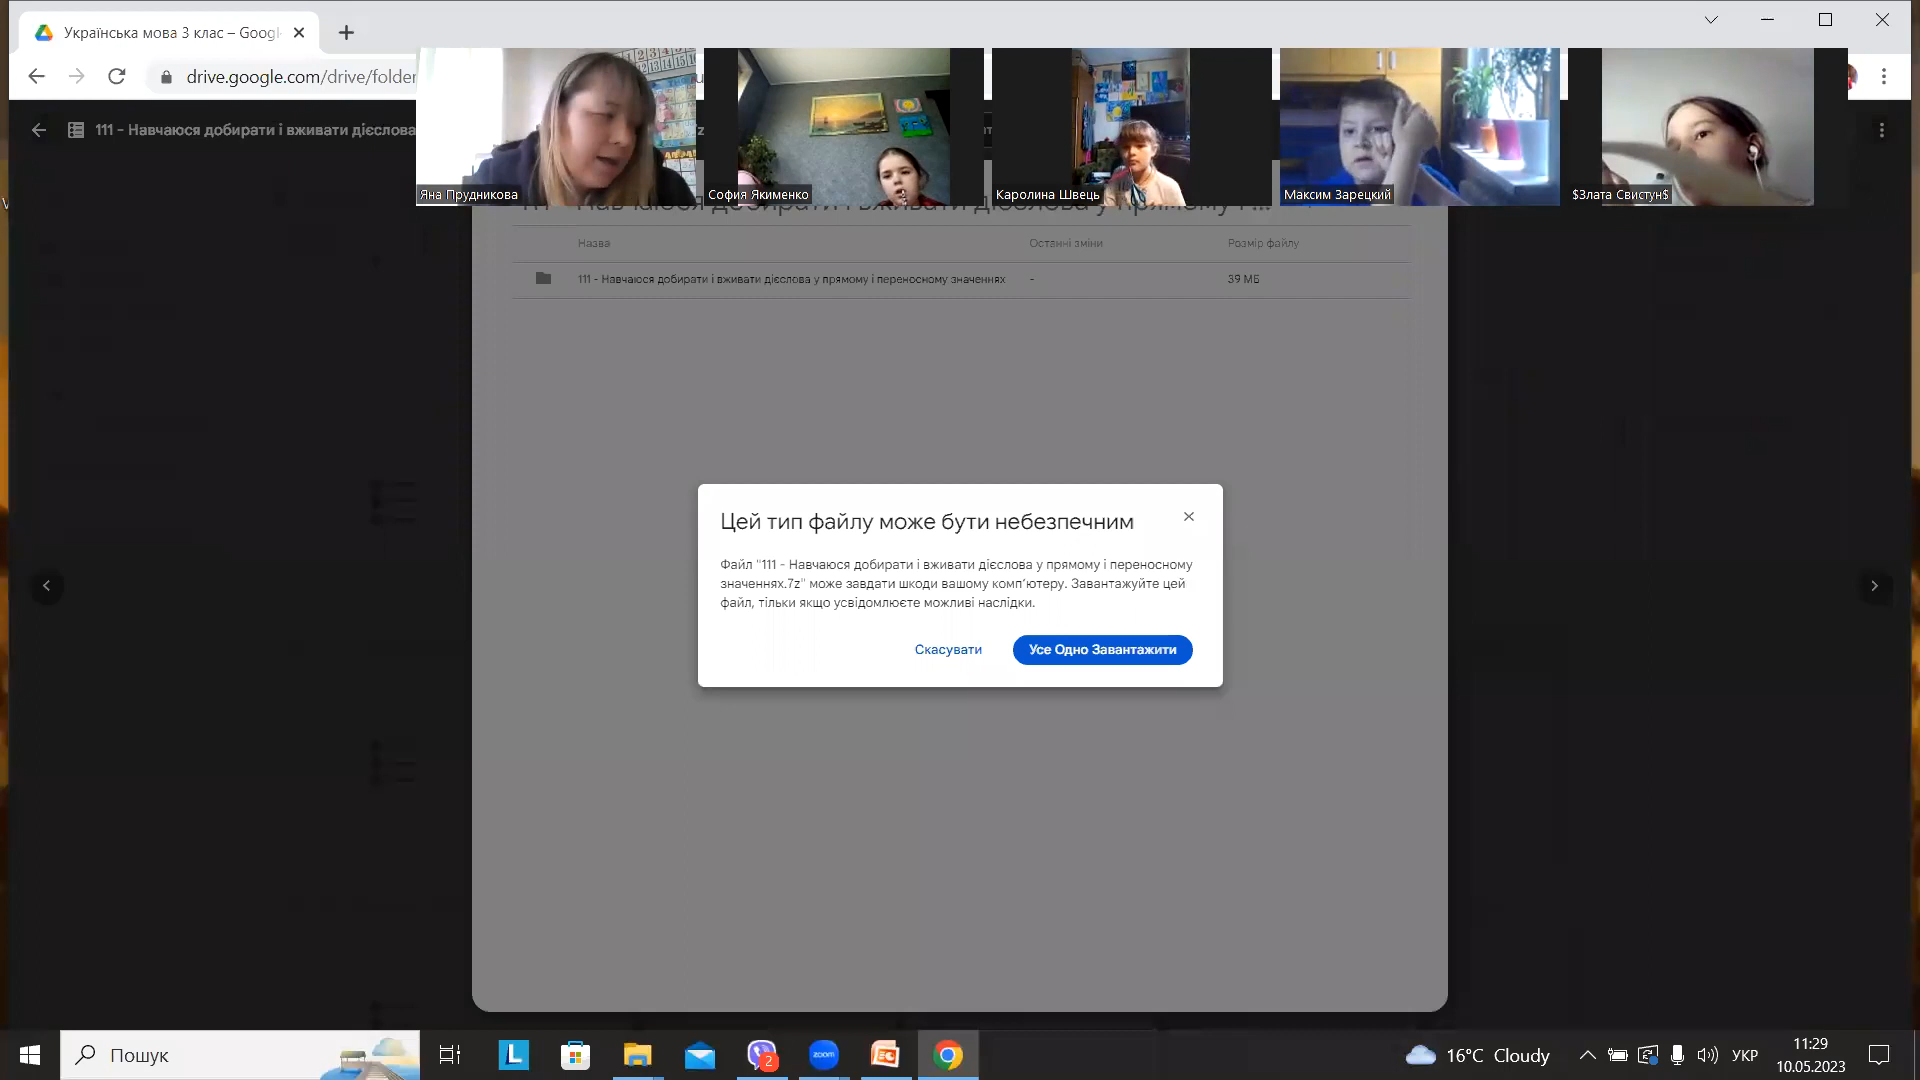 Українська мова 3 клас – Googl
drive.google.com/drive/folder
111 - Навчаюся добирати і вживати дієслова
Яна Прудникова
София Якименко
Каролина Швець
Максим Зарецкий
$Злата Свистун$
Назва
Останні зміни
Розмір файлу
111 - Навчаюся добирати і вживати дієслова у прямому і переносному значеннях
-
39 МБ
Цей тип файлу може бути небезпечним
Файл "111 - Навчаюся добирати і вживати дієслова у прямому і переносному
значеннях.7z" може завдати шкоди вашому комп'ютеру. Завантажуйте цей
файл, тільки якщо усвідомлюєте можливі наслідки.
Скасувати
Усе Одно Завантажити
Пошук
L
2
zoom
16°C Cloudy
УКР
11:29
10.05.2023